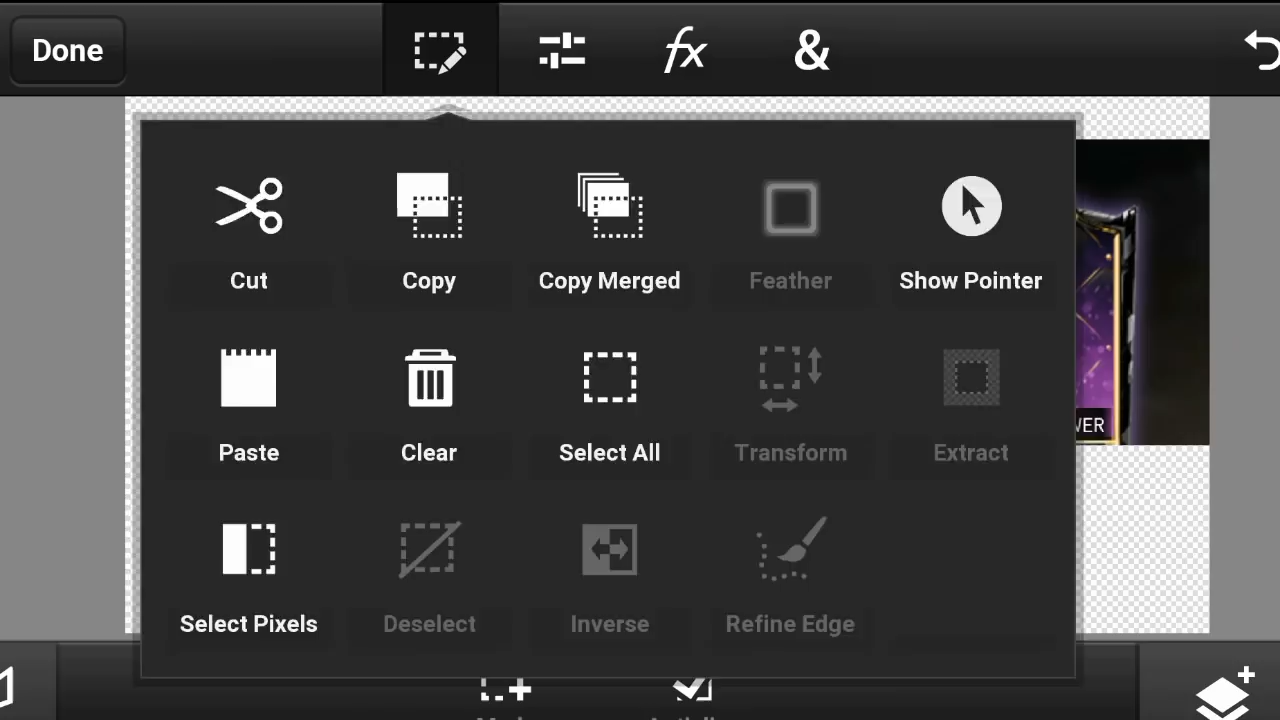 Done fx &
Cut Copy Copy Merged Feather Show Pointer
Paste Clear Select All Transform Extract
Select Pixels Deselect Inverse Refine Edge